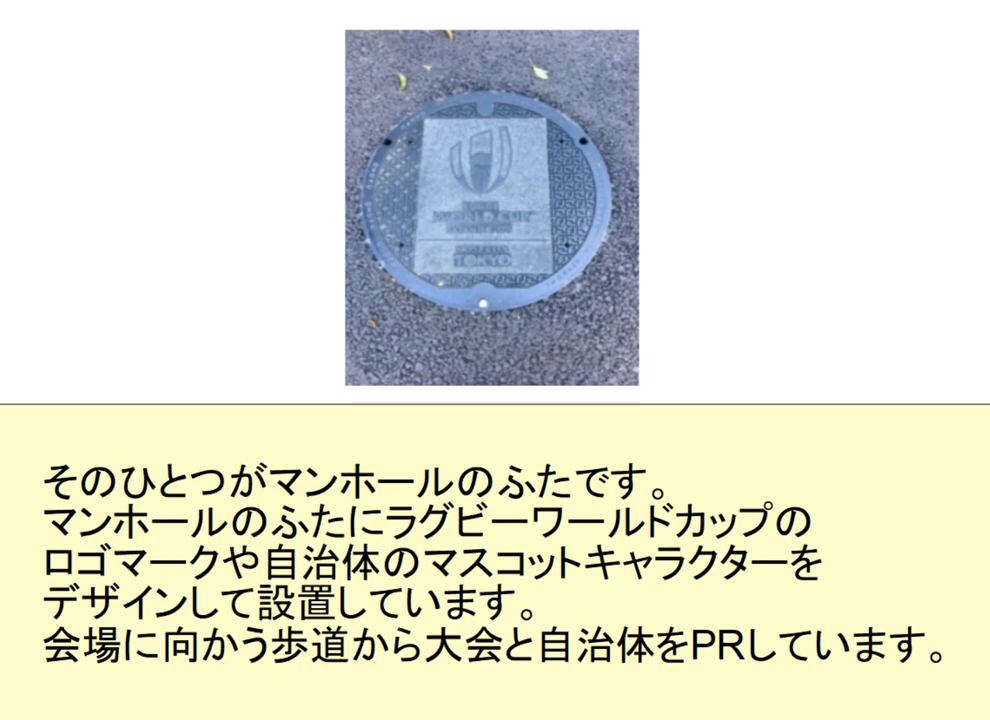 WORLD CUP
TOKYO
そのひとつがマンホールのふたです。
マンホールのふたにラグビーワールドカップの
ロゴマークや自治体のマスコットキャラクターを
デザインして設置しています。
会場に向かう歩道から大会と自治体をPRしています。